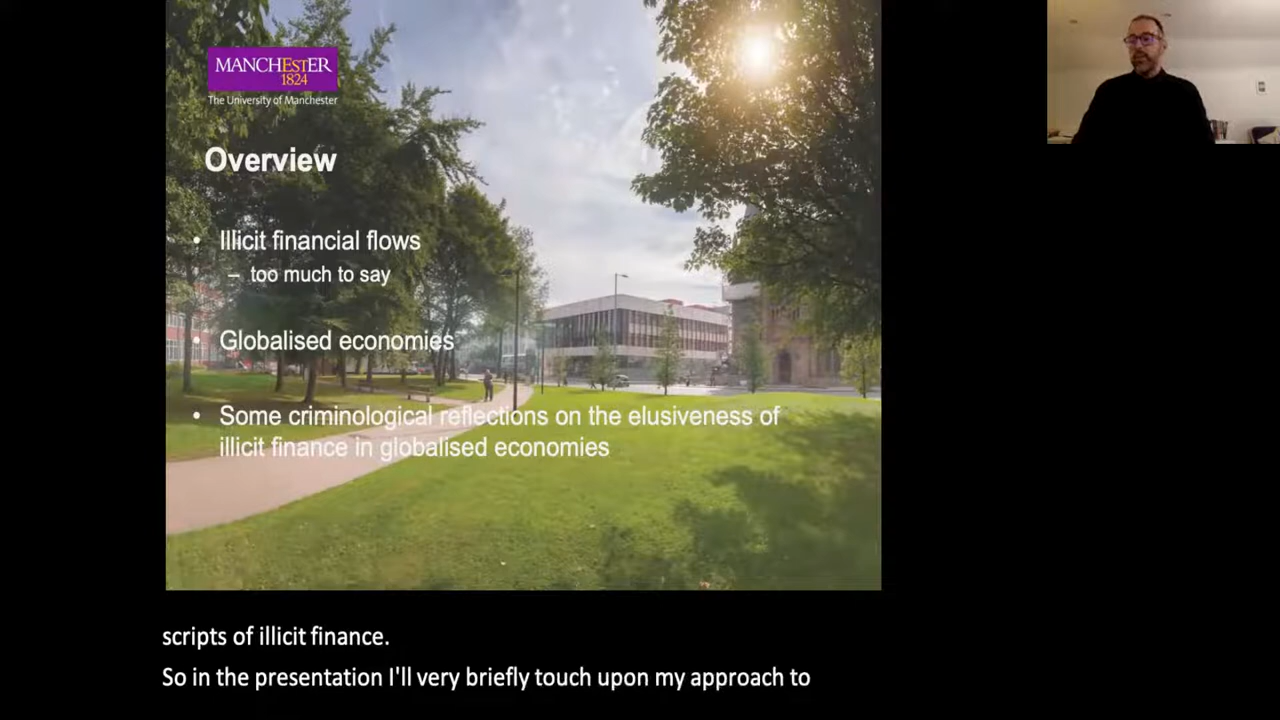 MANCHESTER
1824
The University of Manchester
Overview
• Illicit financial flows
– too much to say
• Globalised economies
• Some criminological reflections on the elusiveness of
illicit finance in globalised economies
scripts of illicit finance.
So in the presentation I'll very briefly touch upon my approach to